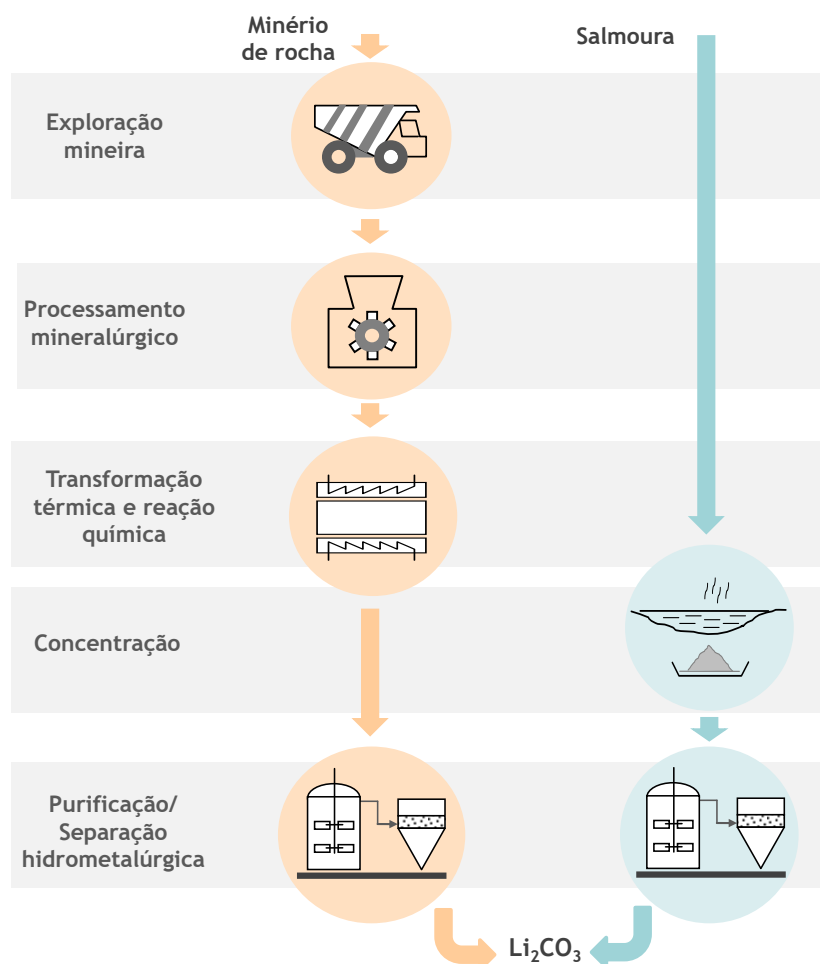 Minério
de rocha
Salmoura
Exploração
mineira
Processamento
mineralúrgico
Transformação
térmica e reação
química
Concentração
Purificação/
Separação
hidrometalúrgica
Li₂CO₃